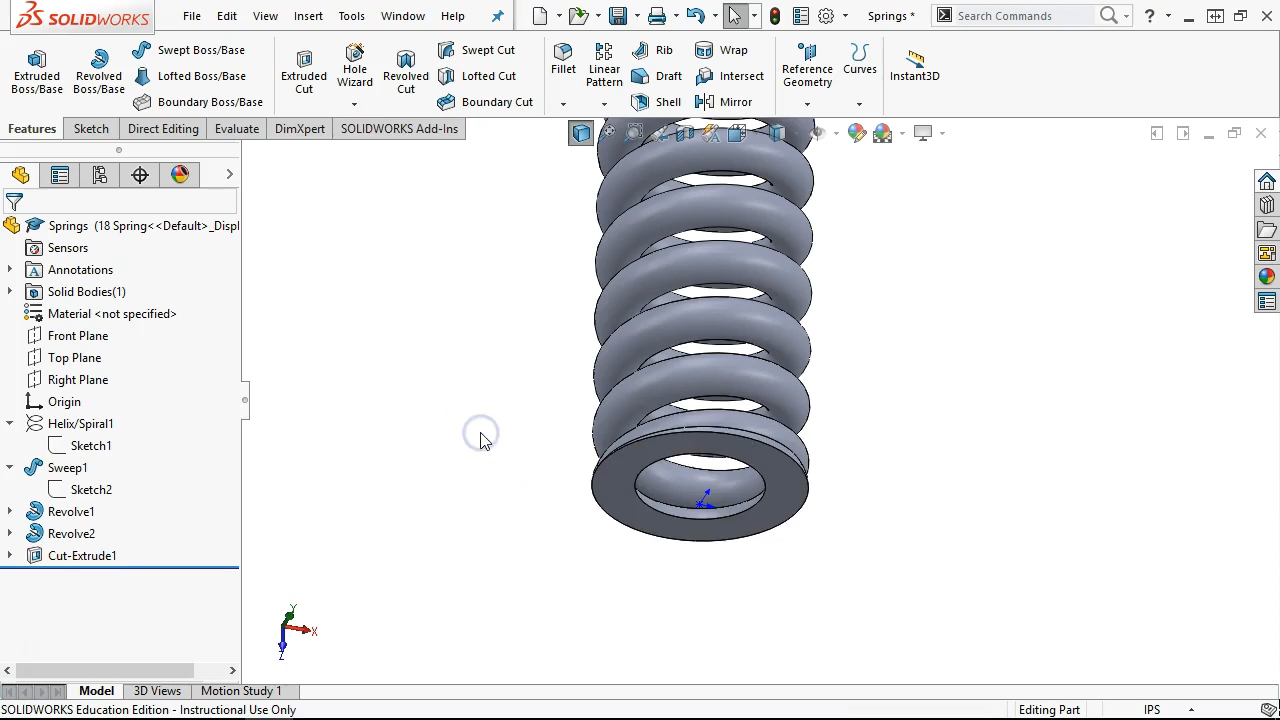 SOLIDWORKS File Edit View Insert Tools Window Help Springs * Search Commands
Extruded Boss/Base
Revolved Boss/Base
Swept Boss/Base
Lofted Boss/Base
Boundary Boss/Base
Extruded Cut
Hole Wizard
Revolved Cut
Swept Cut
Lofted Cut
Boundary Cut
Fillet
Linear Pattern
Rib
Draft
Shell
Wrap
Intersect
Mirror
Reference Geometry
Curves
Instant3D
Features Sketch Direct Editing Evaluate DimXpert SOLIDWORKS Add-Ins
Springs (18 Spring<<Default>_Displ
Sensors
Annotations
Solid Bodies(1)
Material <not specified>
Front Plane
Top Plane
Right Plane
Origin
Helix/Spiral1
Sketch1
Sweep1
Sketch2
Revolve1
Revolve2
Cut-Extrude1
Y
X
Z
Model 3D Views Motion Study 1
SOLIDWORKS Education Edition - Instructional Use Only Editing Part IPS